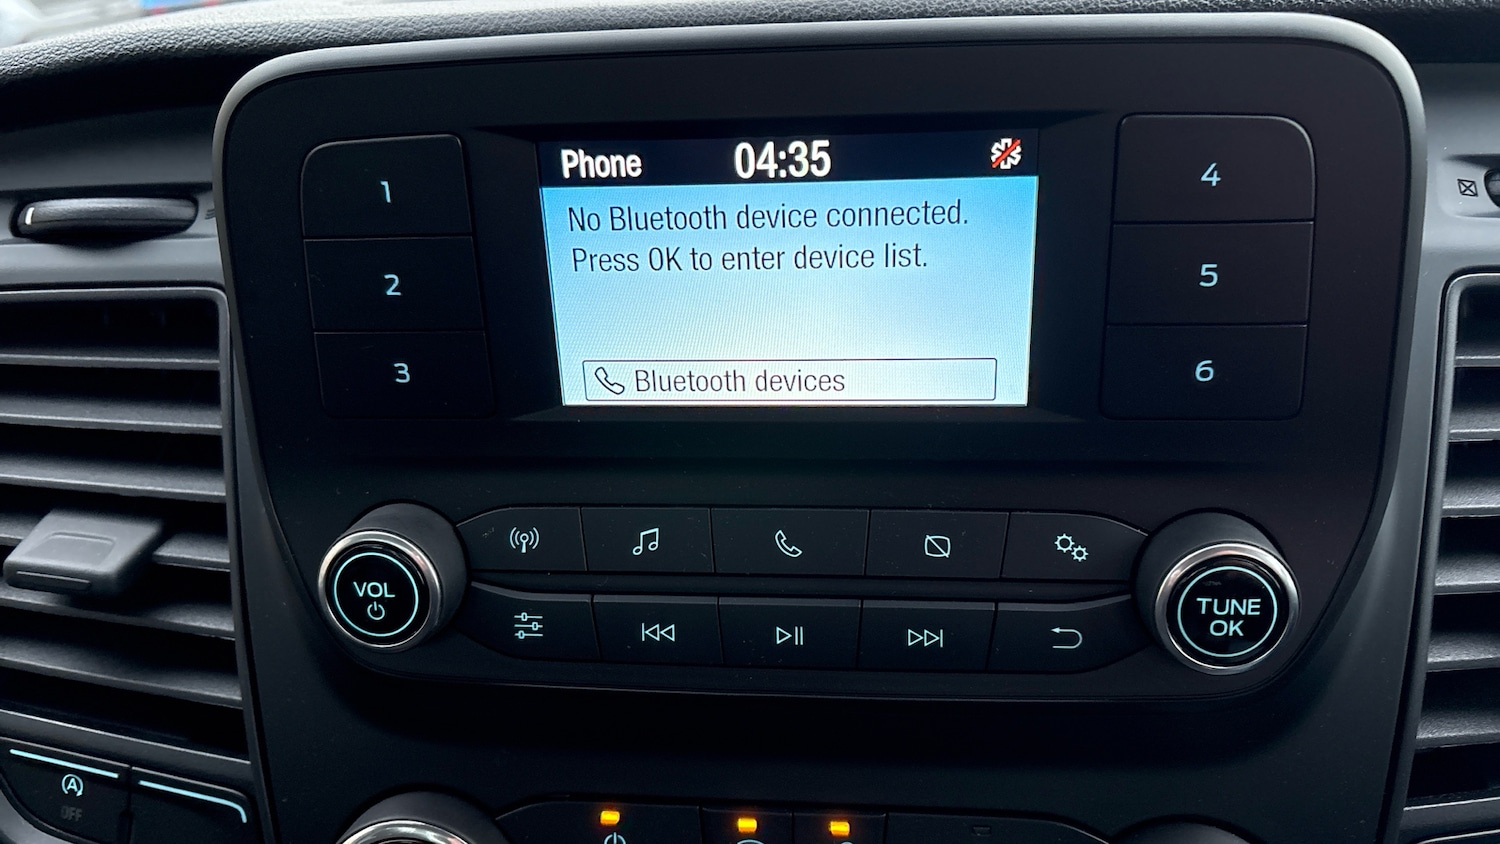 Phone 04:35
No Bluetooth device connected.
Press OK to enter device list.
Bluetooth devices
1
2
3
4
5
6
VOL
TUNE
OK
A
OFF